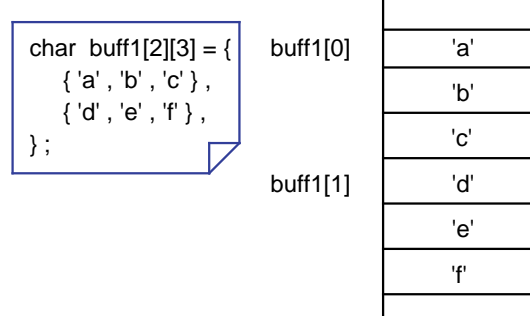 char buff1[2][3] = {
{ 'a' , 'b' , 'c' } ,
{ 'd' , 'e' , 'f' } ,
} ;
buff1[0]
'a'
'b'
'c'
buff1[1]
'd'
'e'
'f'